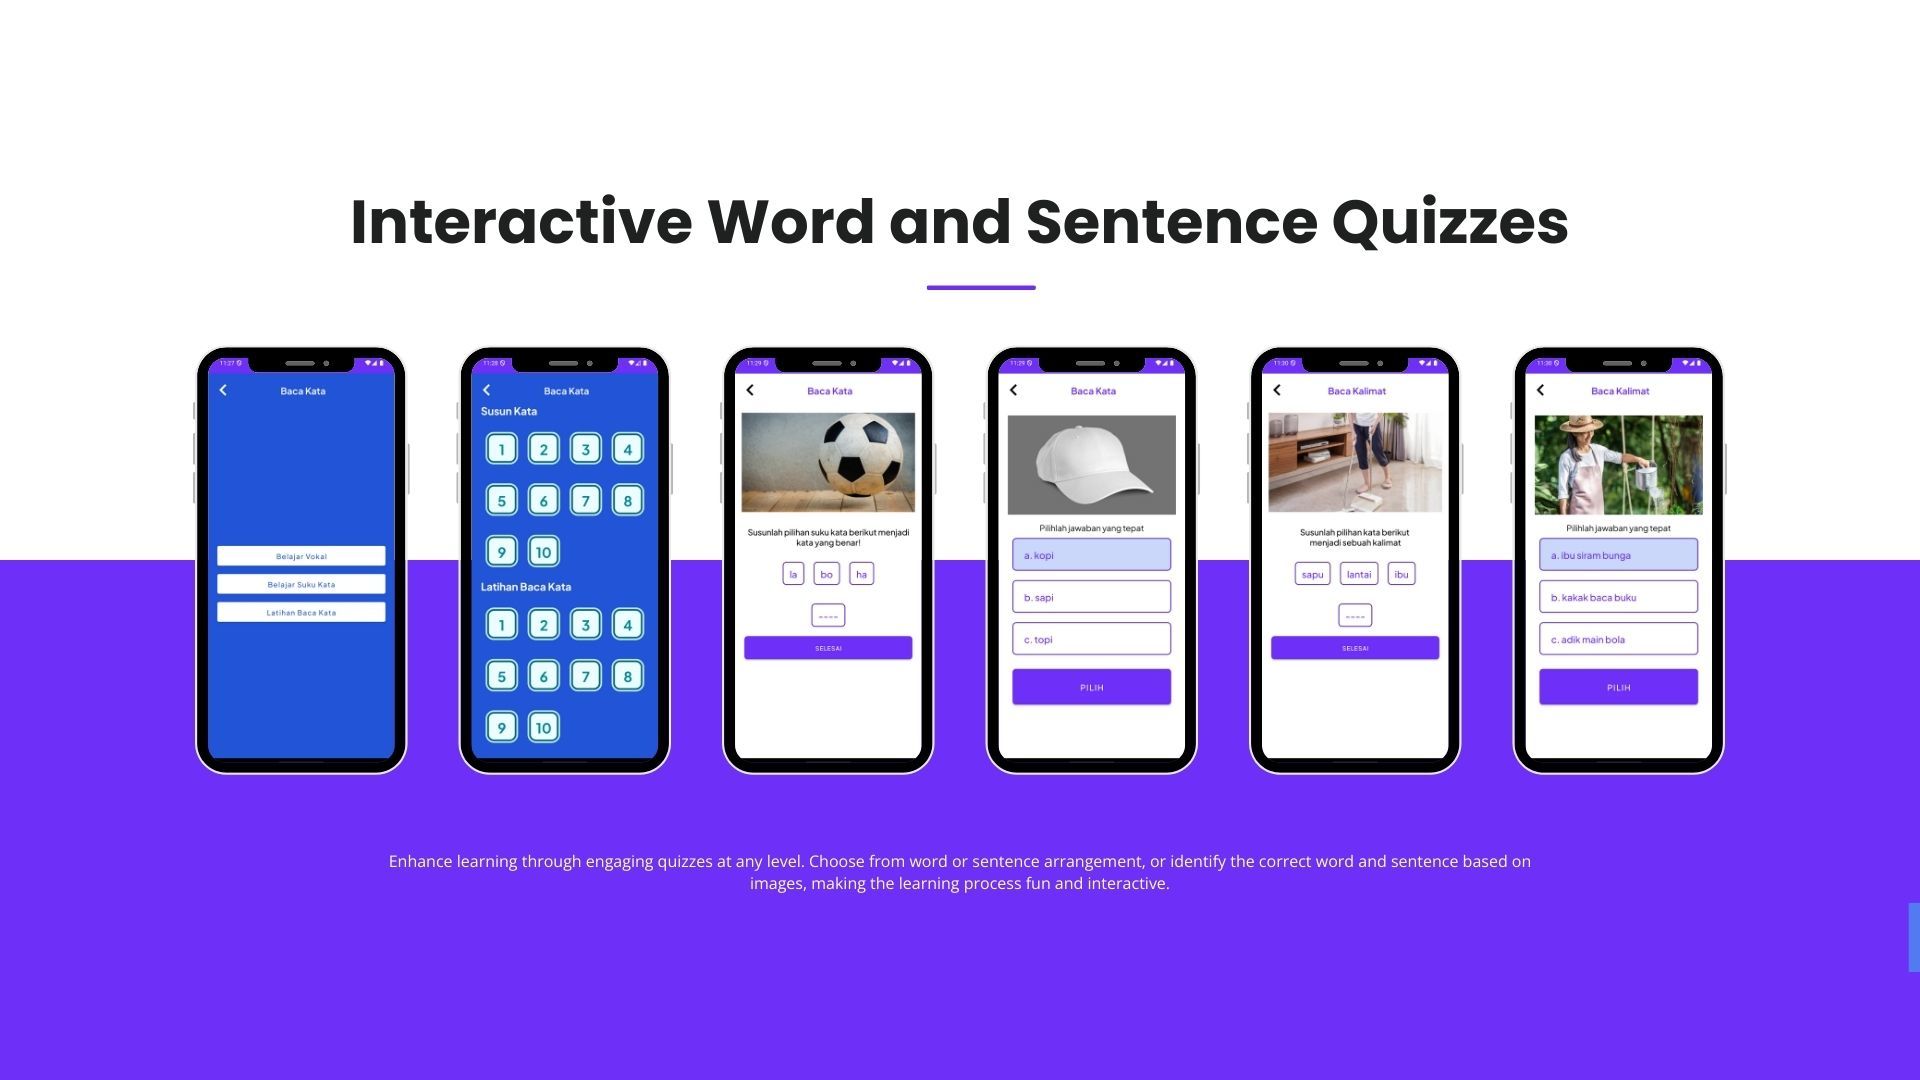 Interactive Word and Sentence Quizzes
11:27
Baca Kata
Belajar Vokal
Belajar Suku Kata
Latihan Baca Kata
11:28
Baca Kata
Susun Kata
1 2 3 4
5 6 7 8
9 10
Latihan Baca Kata
1 2 3 4
5 6 7 8
9 10
11:29
Baca Kata
Susunlah pilihan suku kata berikut menjadi
kata yang benar!
la bo ha
----
SELESAI
11:29
Baca Kata
Pilihlah jawaban yang tepat
a. kopi
b. sapi
c. topi
PILIH
11:30
Baca Kalimat
Susunlah pilihan kata berikut
menjadi sebuah kalimat
sapu lantai ibu
----
SELESAI
11:30
Baca Kalimat
Pilihlah jawaban yang tepat
a. ibu siram bunga
b. kakak baca buku
c. adik main bola
PILIH
Enhance learning through engaging quizzes at any level. Choose from word or sentence arrangement, or identify the correct word and sentence based on
images, making the learning process fun and interactive.